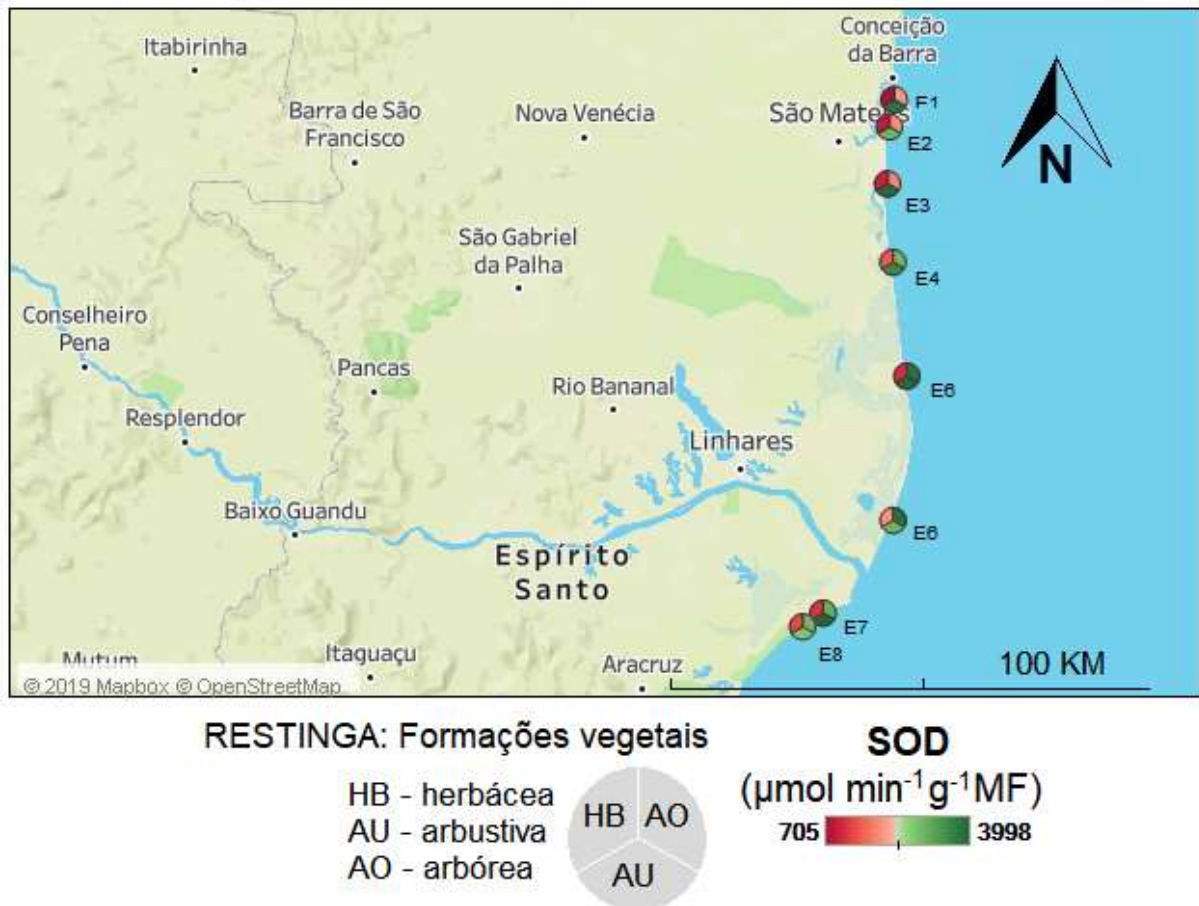 Conceição
da Barra
Itabirinha
Barra de São
Francisco
Nova Venécia
São Mateus
E1
E2
N
E3
São Gabriel
da Palha
E4
Conselheiro
Pena
Pancas
Rio Bananal
E6
Resplendor
Linhares
Baixo Guandu
E6
Espírito
Santo
E7
E8
Mutum
Itaguaçu
Aracruz
100 KM
© 2019 Mapbox © OpenStreetMap
RESTINGA: Formações vegetais
HB - herbácea
AU - arbustiva
AO - arbórea
HB AO
AU
SOD
(µmol min⁻¹g⁻¹MF)
705 3998